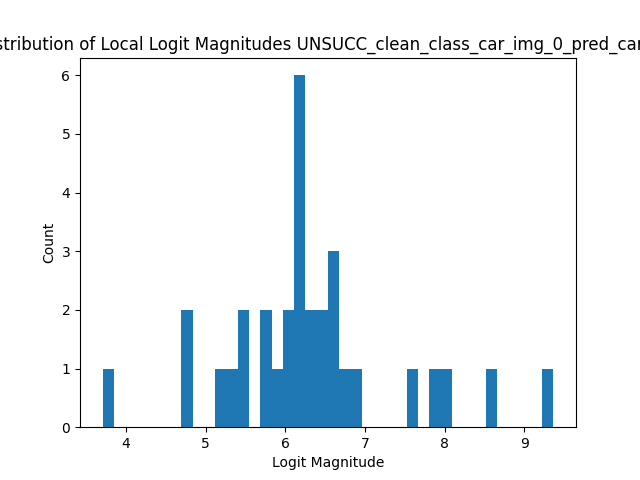 stribution of Local Logit Magnitudes UNSUCC_clean_class_car_img_0_pred_car
6
5
4
3
2
1
0
Count
4 5 6 7 8 9
Logit Magnitude